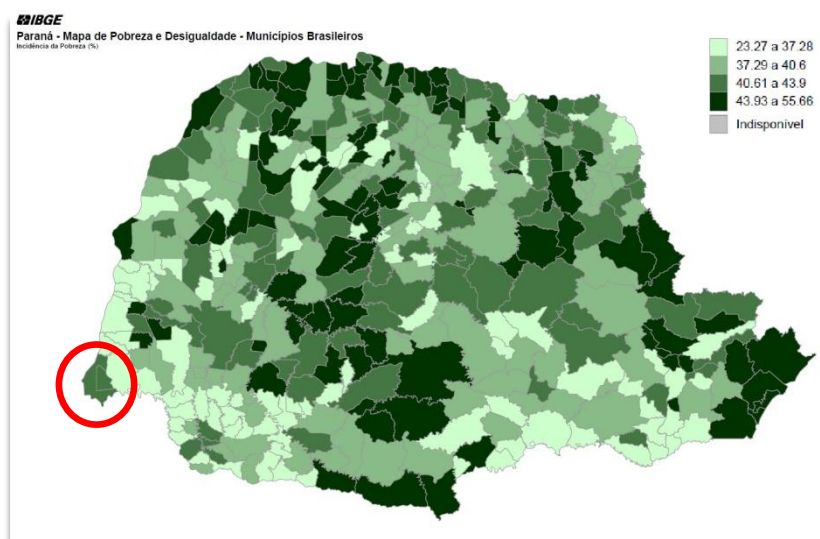 IBGE
Paraná - Mapa de Pobreza e Desigualdade - Municípios Brasileiros
Incidência da Pobreza (%)
23.27 a 37.28
37.29 a 40.6
40.61 a 43.9
43.93 a 55.66
Indisponível